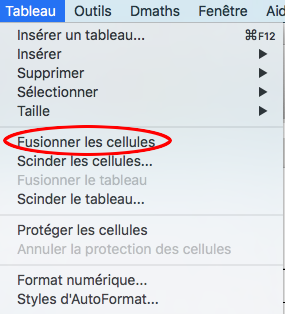 Tableau Outils Dmaths Fenêtre Aid
Insérer un tableau... ⌘F12
Insérer
Supprimer
Sélectionner
Taille
Fusionner les cellules
Scinder les cellules...
Fusionner le tableau
Scinder le tableau...
Protéger les cellules
Annuler la protection des cellules
Format numérique...
Styles d'AutoFormat...